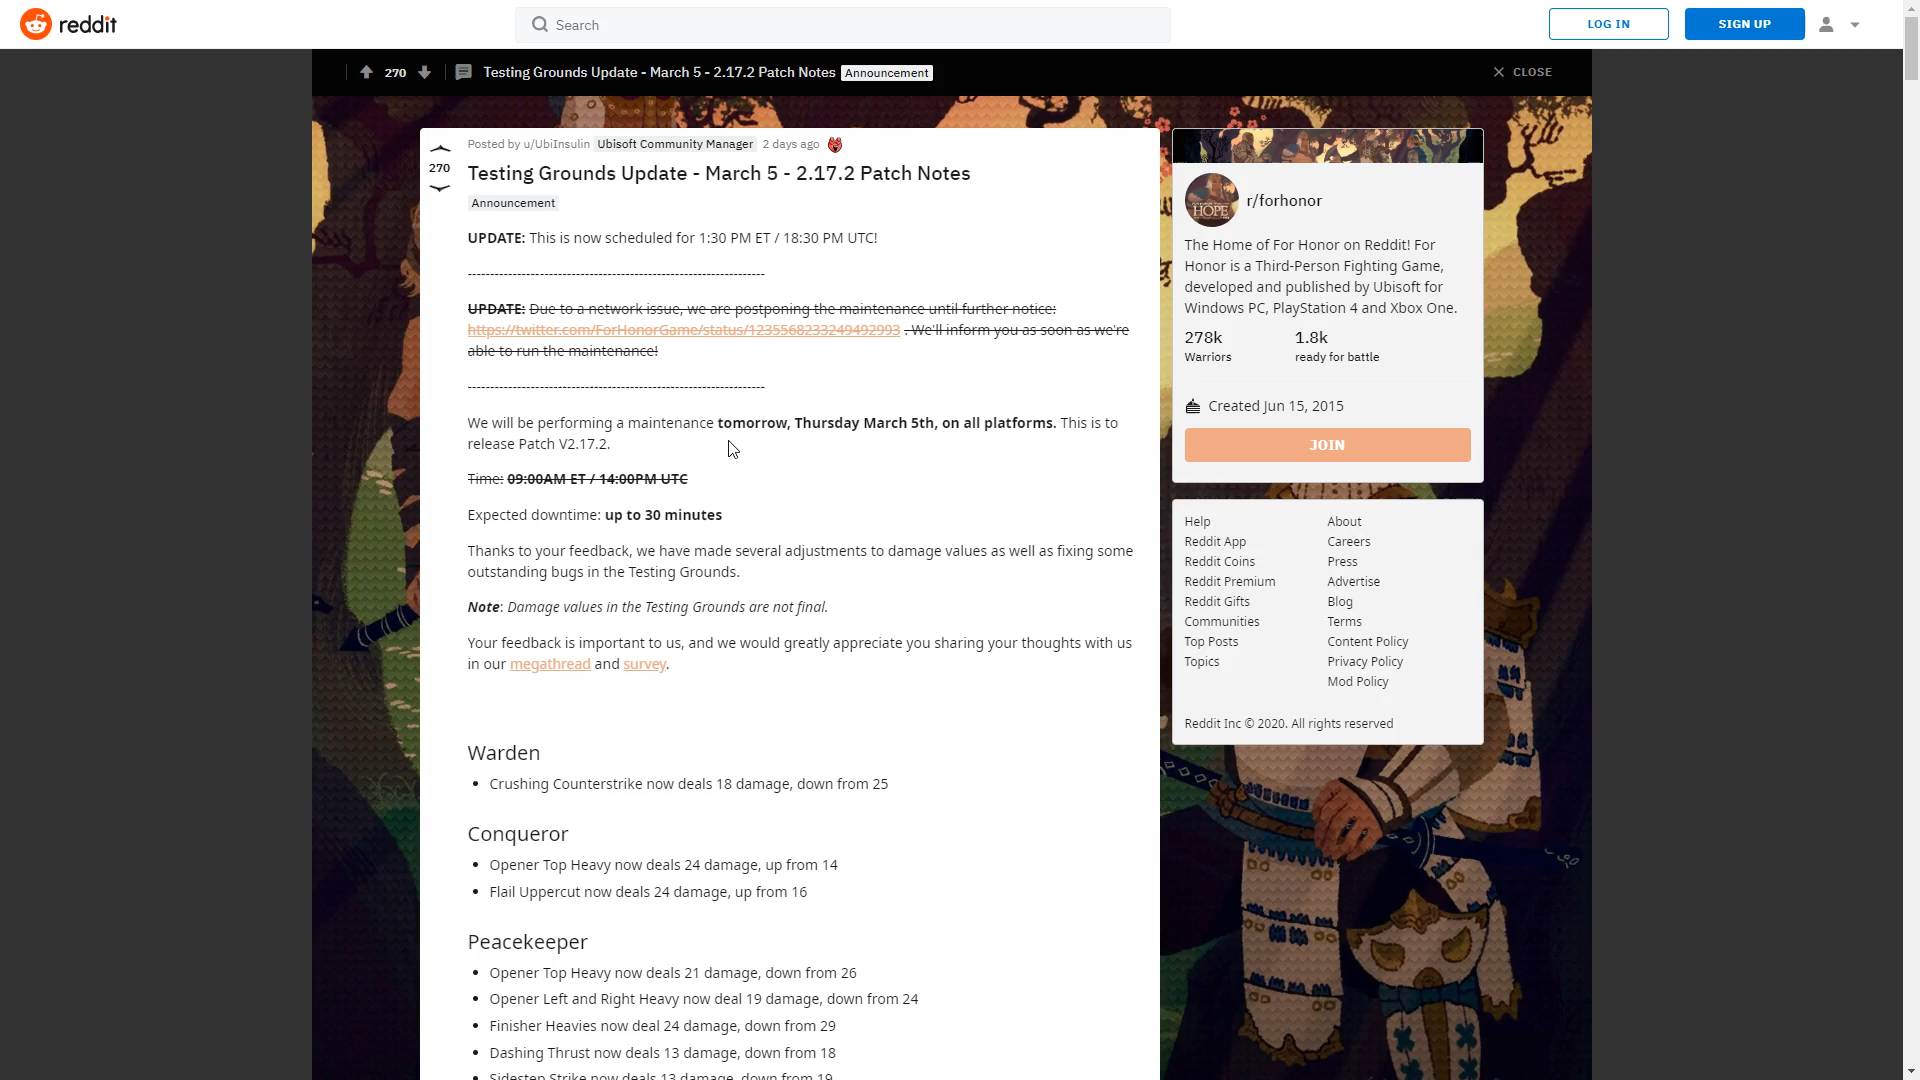 reddit
Search
LOG IN
SIGN UP
270
Testing Grounds Update - March 5 - 2.17.2 Patch Notes
Announcement
CLOSE
Posted by u/UbiInsulin Ubisoft Community Manager 2 days ago
270
Testing Grounds Update - March 5 - 2.17.2 Patch Notes
Announcement
UPDATE: This is now scheduled for 1:30 PM ET / 18:30 PM UTC!
------------------------------------------------------------------
UPDATE: Due to a network issue, we are postponing the maintenance until further notice:
https://twitter.com/ForHonorGame/status/1235568233249492993 . We'll inform you as soon as we're
able to run the maintenance!
------------------------------------------------------------------
We will be performing a maintenance tomorrow, Thursday March 5th, on all platforms. This is to
release Patch V2.17.2.
Time: 09:00AM ET / 14:00PM UTC
Expected downtime: up to 30 minutes
Thanks to your feedback, we have made several adjustments to damage values as well as fixing some
outstanding bugs in the Testing Grounds.
Note: Damage values in the Testing Grounds are not final.
Your feedback is important to us, and we would greatly appreciate you sharing your thoughts with us
in our megathread and survey.
Warden
• Crushing Counterstrike now deals 18 damage, down from 25
Conqueror
• Opener Top Heavy now deals 24 damage, up from 14
• Flail Uppercut now deals 24 damage, up from 16
Peacekeeper
• Opener Top Heavy now deals 21 damage, down from 26
• Opener Left and Right Heavy now deal 19 damage, down from 24
• Finisher Heavies now deal 24 damage, down from 29
• Dashing Thrust now deals 13 damage, down from 18
• Sidestep Strike now deals 13 damage, down from 19
HOPE
r/forhonor
The Home of For Honor on Reddit! For
Honor is a Third-Person Fighting Game,
developed and published by Ubisoft for
Windows PC, PlayStation 4 and Xbox One.
278k
1.8k
Warriors
ready for battle
Created Jun 15, 2015
JOIN
Help
About
Reddit App
Careers
Reddit Coins
Press
Reddit Premium
Advertise
Reddit Gifts
Blog
Communities
Terms
Top Posts
Content Policy
Topics
Privacy Policy
Mod Policy
Reddit Inc © 2020. All rights reserved